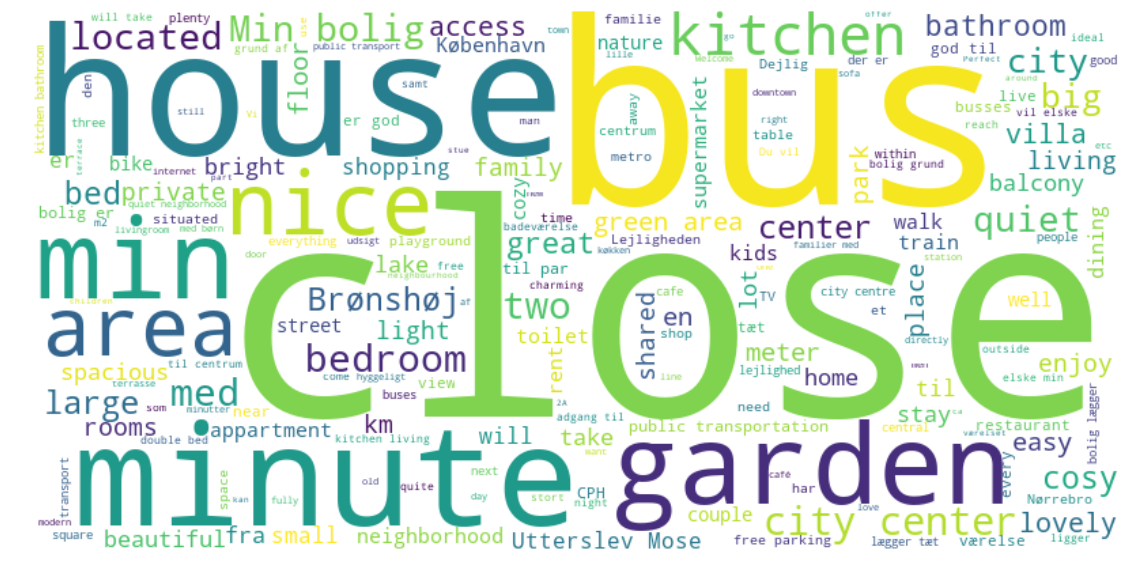 will take
plenty
Min bolig
access
familie
kitchen
offer
go
town
bathroom
ideal
located
grund af
public transport
use
København
nature
lille
Welcome
der er
god til
Perfect
good
house
bus
close
floor
Dejlig
sofa
city
around
kitchen bathroom
den
samt
supermarket
away
downtown
busses
live
big
still
Vi
man
centrum
right
table
reach
vil elske
three
er god
villa
terrace
stue
metro
Du vil
park
within
bolig grund
etc
er
bike
bright
shopping
family
living
internet
part
bed
private
nice
cozy
balcony
quiet neighborhood
bolig er
m2
situated
time
green area
center
walk
quiet
dining
livingroom
med børn
badeværelse
people
min
everything
udsigt
playground
great
Lejligheden
køkken
kids
familier med
train
station
door
lake
free
neighbourhood
til par
city centre
children
charming
lot
TV
place
well
area
Brønshøj
af
two
cafe
shared
en
et
street
light
toilet
shop
tæt
directly
outside
til centrum
rent
meter
spacious
terrasse
come hyggeligt
view
line
lejlighed
home
enjoy
elske min
large
som
med
minutter
near
buses
2A
adgang til
need
til
stay
ca
bolig lægger
rooms
appartment
km
public transportation
central
restaurant
double bed
kitchen living
will
take
want
værelset
easy
minute
garden
transport
space
old
next
café
every
cosy
kan
fully
quite
day
stort
CPH
night
har
love
Nørrebro
modern
square
beautiful
fra
small
neighborhood
Utterslev Mose
couple
city center
free parking
lægger tæt
værelse
lovely
ligger